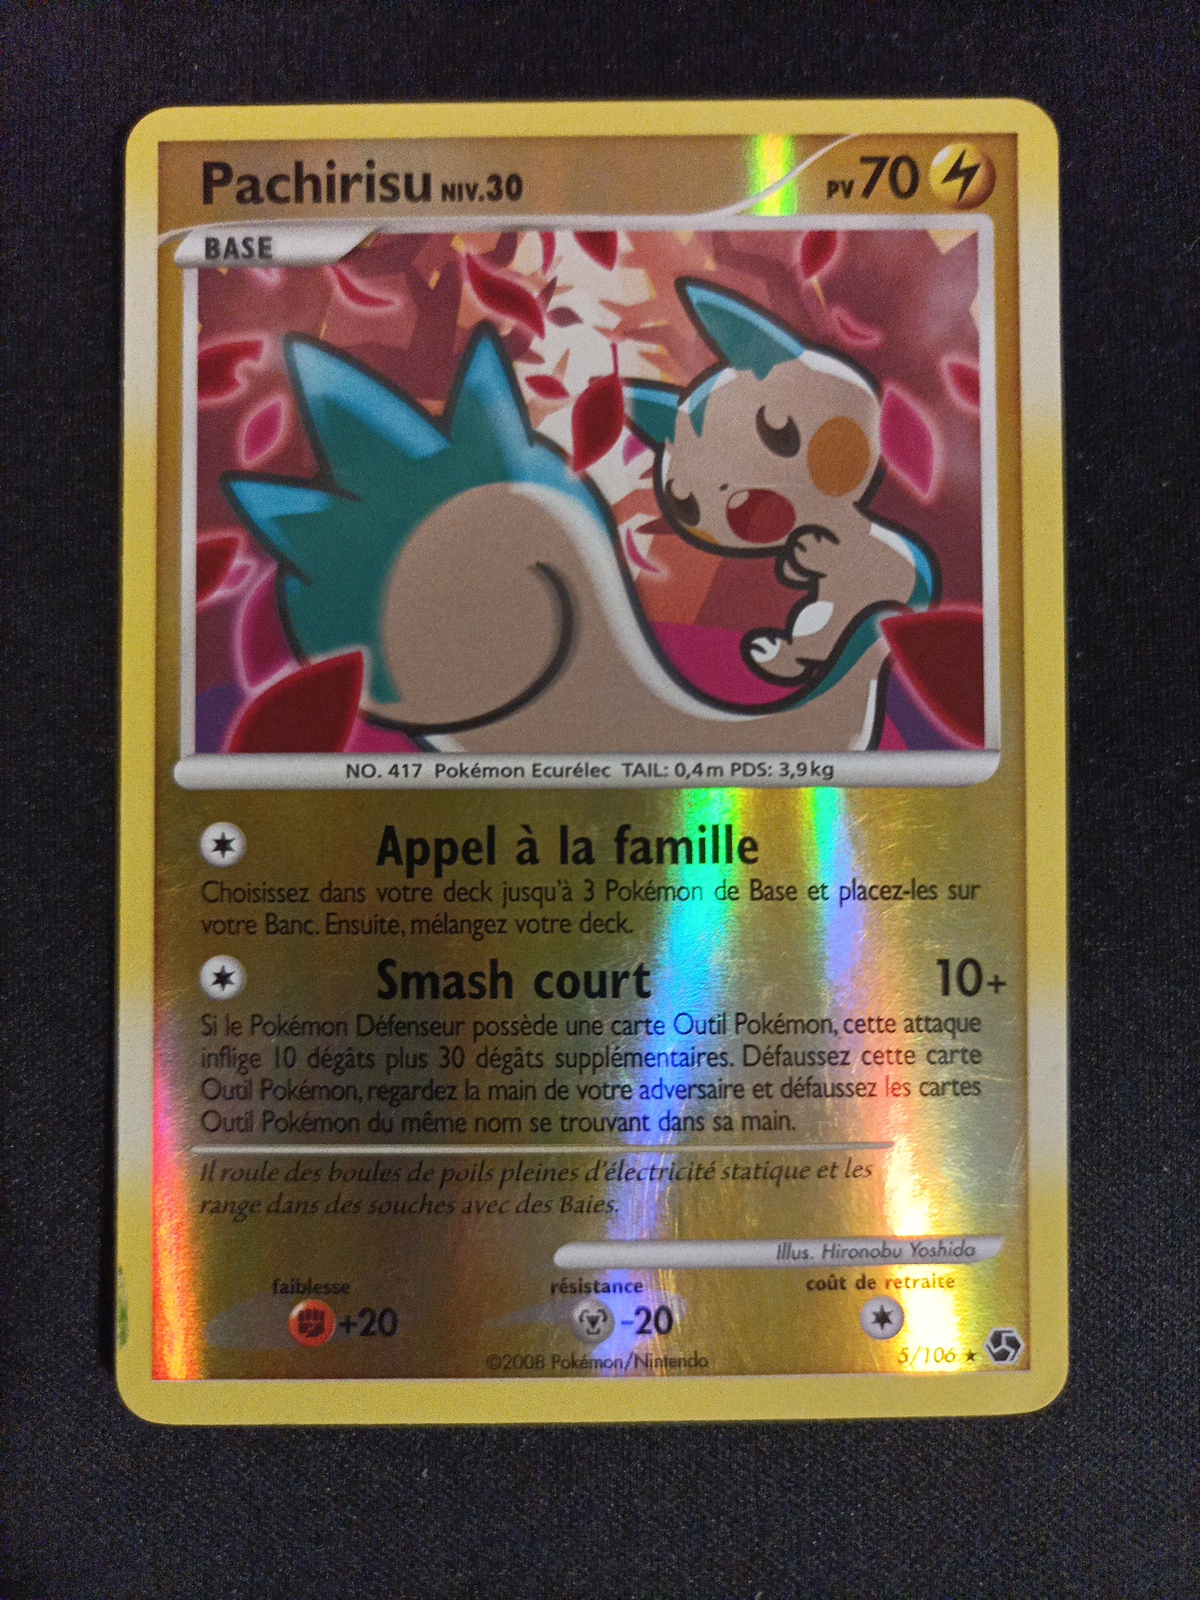 Pachirisu NIV.30
PV 70
BASE
NO. 417 Pokémon Ecurélec TAIL: 0,4m PDS: 3,9kg
Appel à la famille
Choisissez dans votre deck jusqu'à 3 Pokémon de Base et placez-les sur
votre Banc. Ensuite, mélangez votre deck.
Smash court 10+
Si le Pokémon Défenseur possède une carte Outil Pokémon, cette attaque
inflige 10 dégâts plus 30 dégâts supplémentaires. Défaussez cette carte
Outil Pokémon, regardez la main de votre adversaire et défaussez les cartes
Outil Pokémon du même nom se trouvant dans sa main.
Il roule des boules de poils pleines d'électricité statique et les
range dans des souches avec des Baies.
Illus. Hironobu Yoshida
faiblesse résistance coût de retraite
+20 -20
©2008 Pokémon/Nintendo 5/106 ★